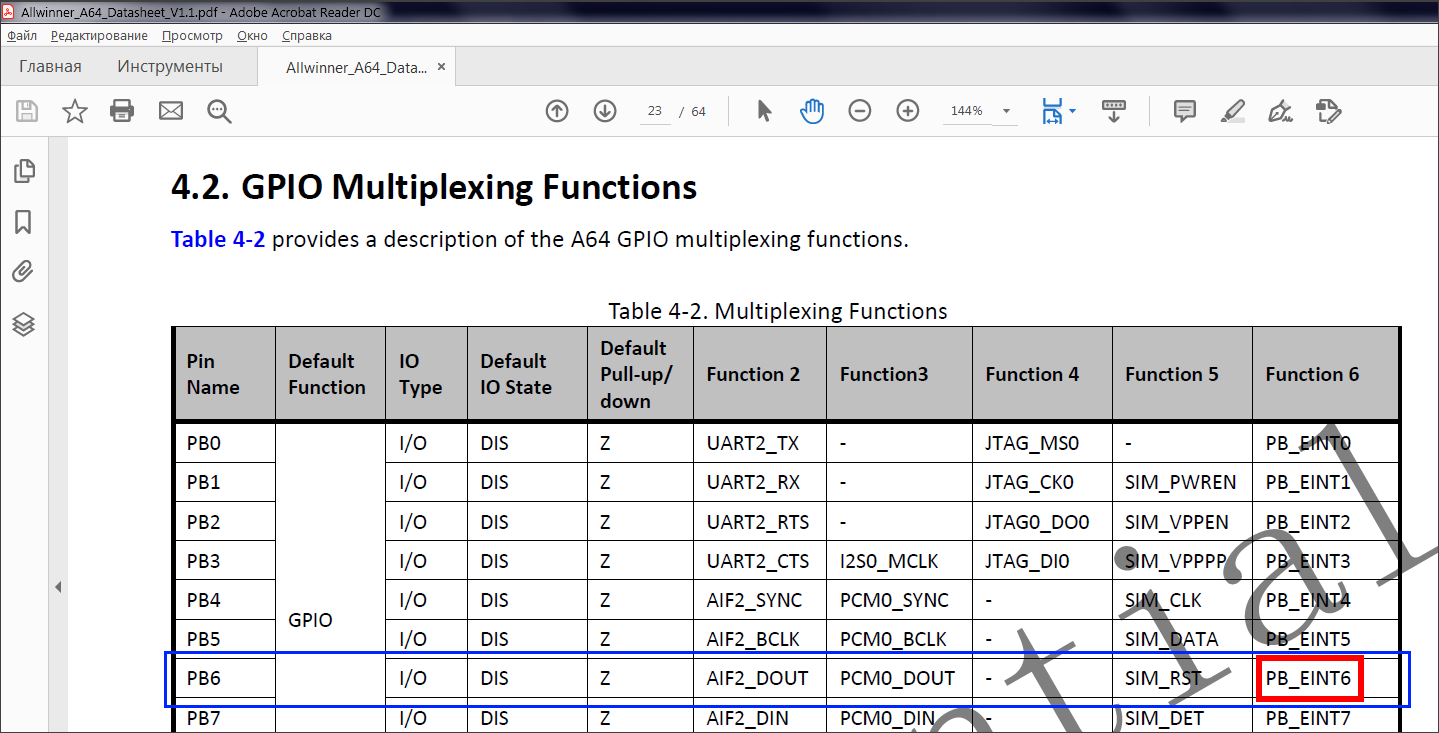 Allwinner_A64_Datasheet_V1.1.pdf - Adobe Acrobat Reader DC
Файл Редактирование Просмотр Окно Справка
Главная Инструменты Allwinner_A64_Data... ×
23 / 64 144%
4.2. GPIO Multiplexing Functions
Table 4-2 provides a description of the A64 GPIO multiplexing functions.
Table 4-2. Multiplexing Functions
Pin Name Default Function IO Type Default IO State Default Pull-up/down Function 2 Function3 Function 4 Function 5 Function 6
PB0 I/O DIS Z UART2_TX - JTAG_MS0 - PB_EINT0
PB1 I/O DIS Z UART2_RX - JTAG_CK0 SIM_PWREN PB_EINT1
PB2 I/O DIS Z UART2_RTS - JTAG0_DO0 SIM_VPPEN PB_EINT2
PB3 I/O DIS Z UART2_CTS I2S0_MCLK JTAG_DI0 SIM_VPPPP PB_EINT3
PB4 I/O DIS Z AIF2_SYNC PCM0_SYNC - SIM_CLK PB_EINT4
GPIO
PB5 I/O DIS Z AIF2_BCLK PCM0_BCLK - SIM_DATA PB_EINT5
PB6 I/O DIS Z AIF2_DOUT PCM0_DOUT - SIM_RST PB_EINT6
PB7 I/O DIS Z AIF2_DIN PCM0_DIN - SIM_DET PB_EINT7
ntial